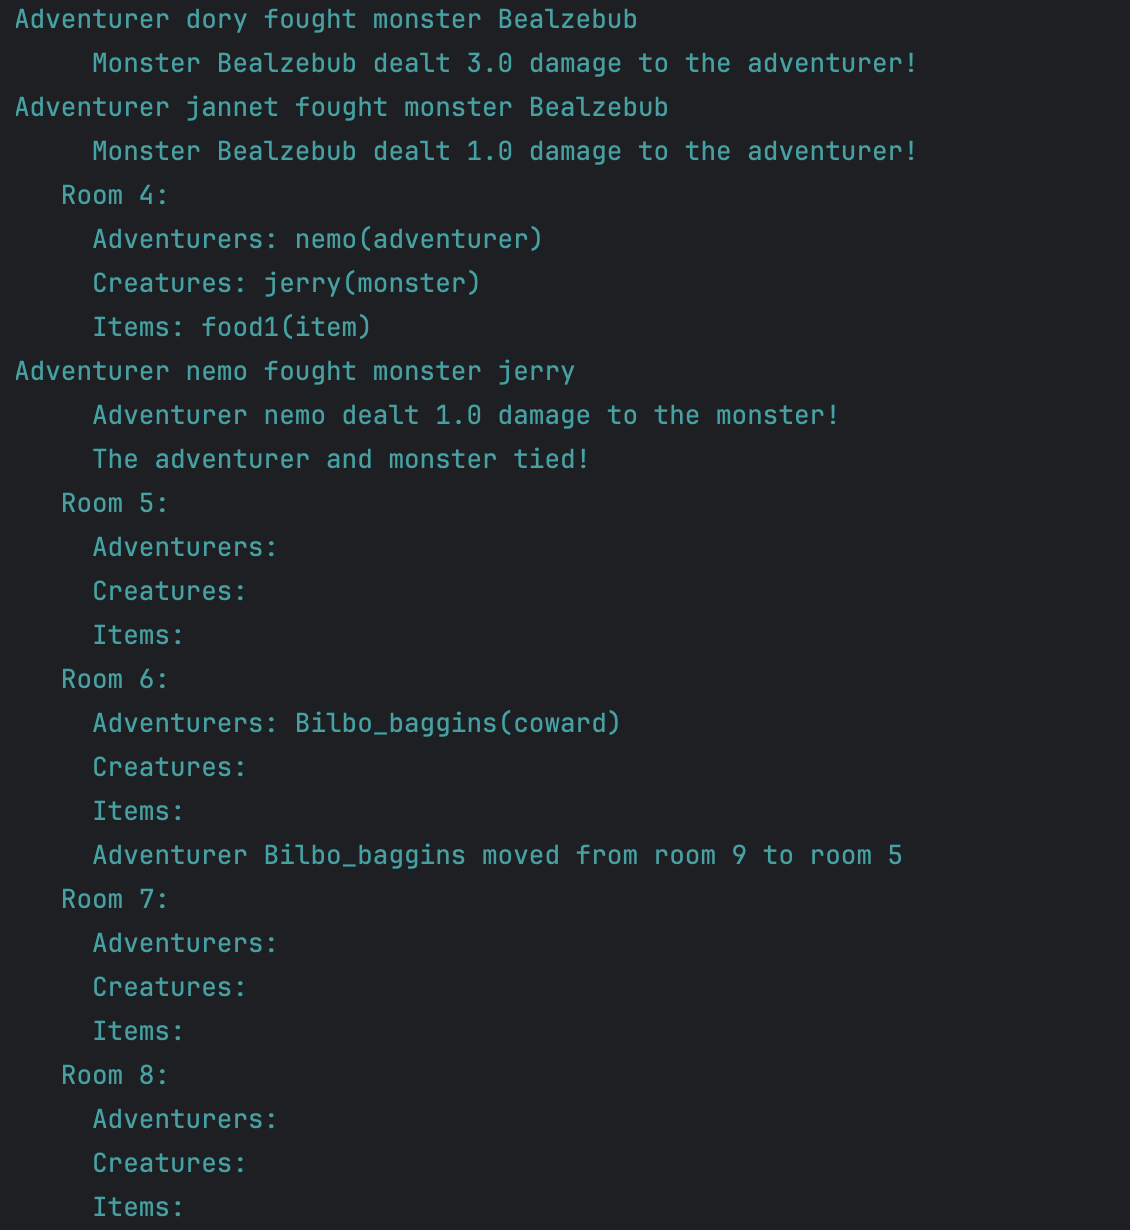 Adventurer dory fought monster Bealzebub
Monster Bealzebub dealt 3.0 damage to the adventurer!
Adventurer jannet fought monster Bealzebub
Monster Bealzebub dealt 1.0 damage to the adventurer!
Room 4:
Adventurers: nemo(adventurer)
Creatures: jerry(monster)
Items: food1(item)
Adventurer nemo fought monster jerry
Adventurer nemo dealt 1.0 damage to the monster!
The adventurer and monster tied!
Room 5:
Adventurers:
Creatures:
Items:
Room 6:
Adventurers: Bilbo_baggins(coward)
Creatures:
Items:
Adventurer Bilbo_baggins moved from room 9 to room 5
Room 7:
Adventurers:
Creatures:
Items:
Room 8:
Adventurers:
Creatures:
Items: